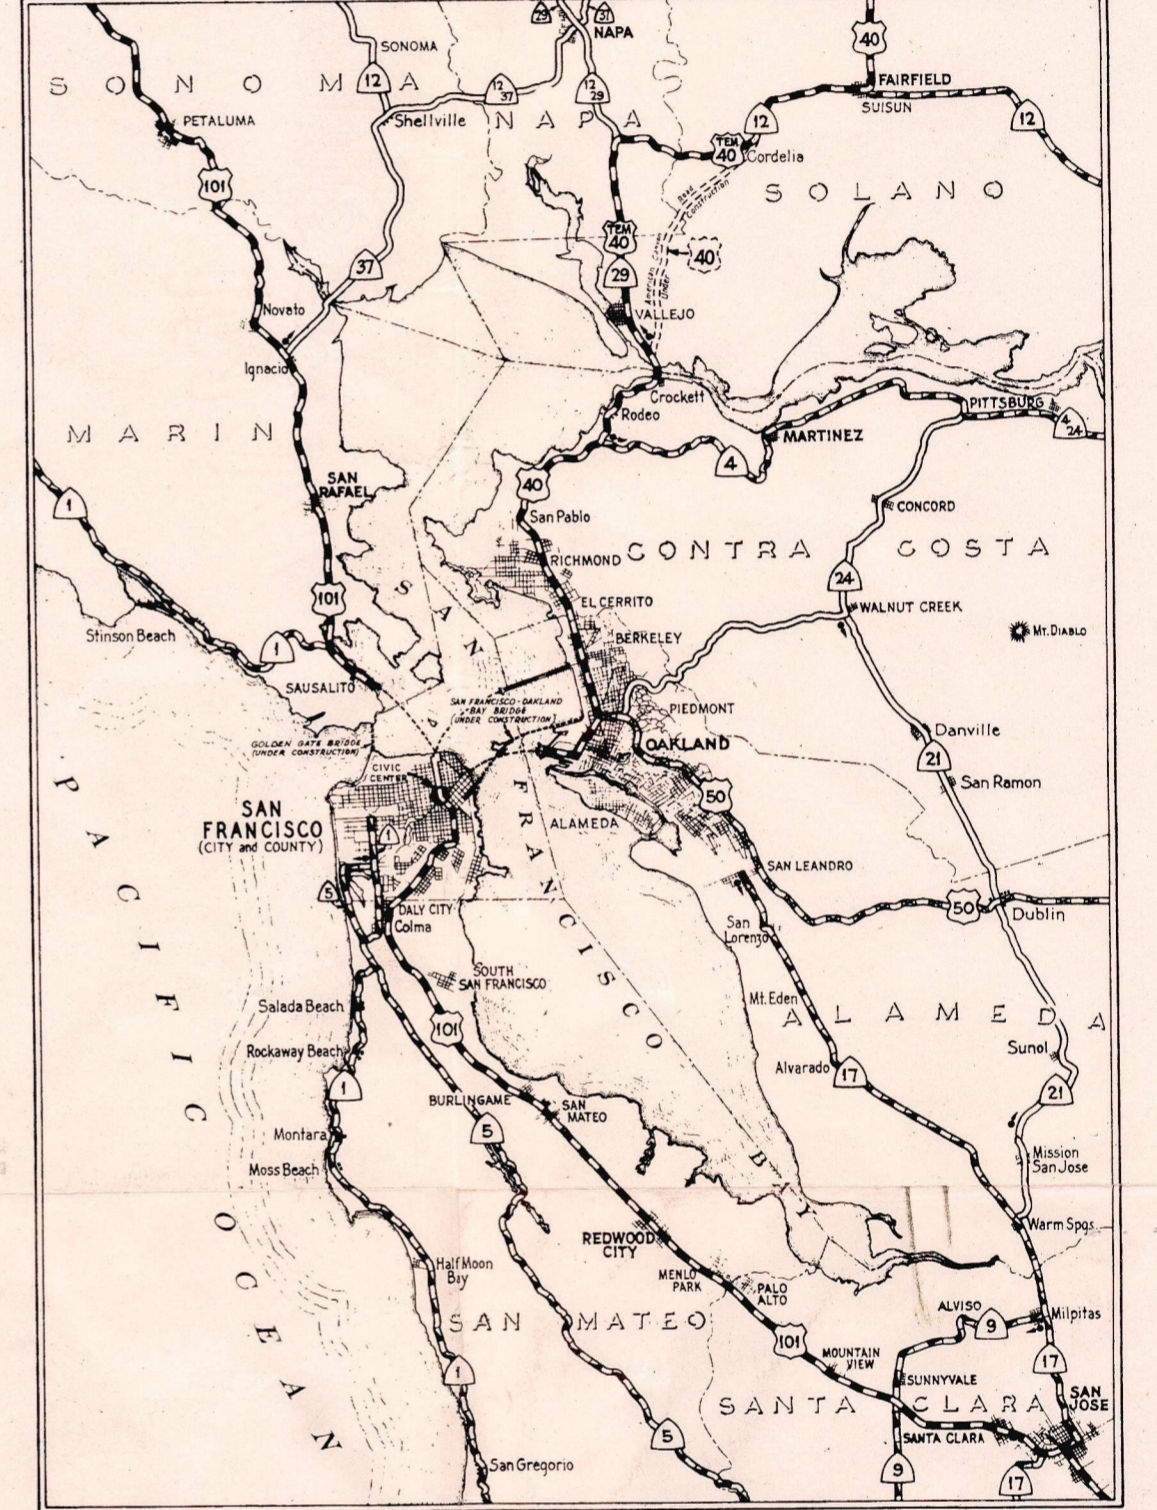 29
31
NAPA
40
SONOMA
12
12
37
12
29
FAIRFIELD
SUISUN
SONOMA
PETALUMA
Shellville
NAPA
12
12
TEM
40
Cordelia
101
SOLANO
Road
Construction
TEM
40
40
37
29
American Canyon
Under
Novato
VALLEJO
Ignacio
Crockett
Rodeo
PITTSBURG
4
24
MARIN
MARTINEZ
4
SAN
RAFAEL
40
1
San Pablo
CONCORD
RICHMOND
CONTRA COSTA
24
101
EL CERRITO
WALNUT CREEK
Stinson Beach
1
BERKELEY
MT. DIABLO
SAUSALITO
SAN FRANCISCO-OAKLAND
BAY BRIDGE
(UNDER CONSTRUCTION)
PIEDMONT
GOLDEN GATE BRIDGE
(UNDER CONSTRUCTION)
OAKLAND
Danville
CIVIC
CENTER
21
San Ramon
50
SAN
FRANCISCO
(CITY and COUNTY)
1
ALAMEDA
SAN LEANDRO
5
DALY CITY
Colma
50
Dublin
San
Lorenzo
SOUTH
SAN FRANCISCO
Salada Beach
Mt. Eden
ALAMEDA
101
Rockaway Beach
Sunol
Alvarado
17
1
21
BURLINGAME
SAN
MATEO
5
Montara
Mission
San Jose
Moss Beach
SAN FRANCISCO BAY
Warm Spgs.
REDWOOD
CITY
Half Moon
Bay
MENLO
PARK
PALO
ALTO
ALVISO
9
Milpitas
SAN MATEO
101
MOUNTAIN
VIEW
17
1
SUNNYVALE
SAN
JOSE
SANTA CLARA
5
SANTA CLARA
San Gregorio
9
17
PACIFIC OCEAN